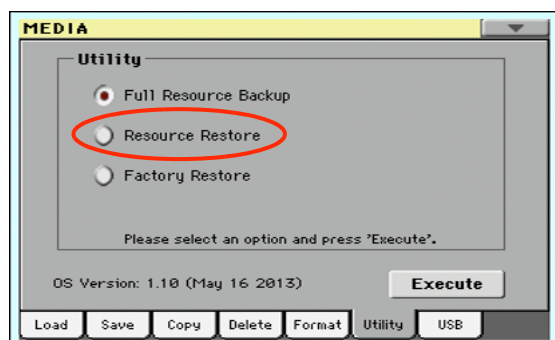 MEDIA
Utility
Full Resource Backup
Resource Restore
Factory Restore
Please select an option and press 'Execute'.
OS Version: 1.10 (May 16 2013)
Execute
Load Save Copy Delete Format Utility USB